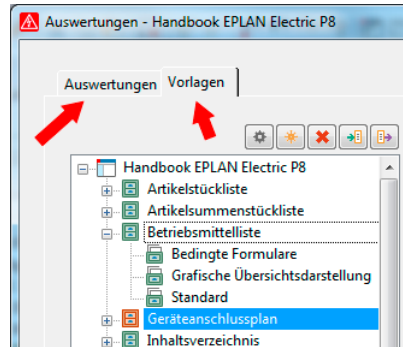 Auswertungen - Handbook EPLAN Electric P8
Auswertungen Vorlagen
Handbook EPLAN Electric P8
Artikelstückliste
Artikelsummenstückliste
Betriebsmittelliste
Bedingte Formulare
Grafische Übersichtsdarstellung
Standard
Geräteanschlussplan
Inhaltsverzeichnis